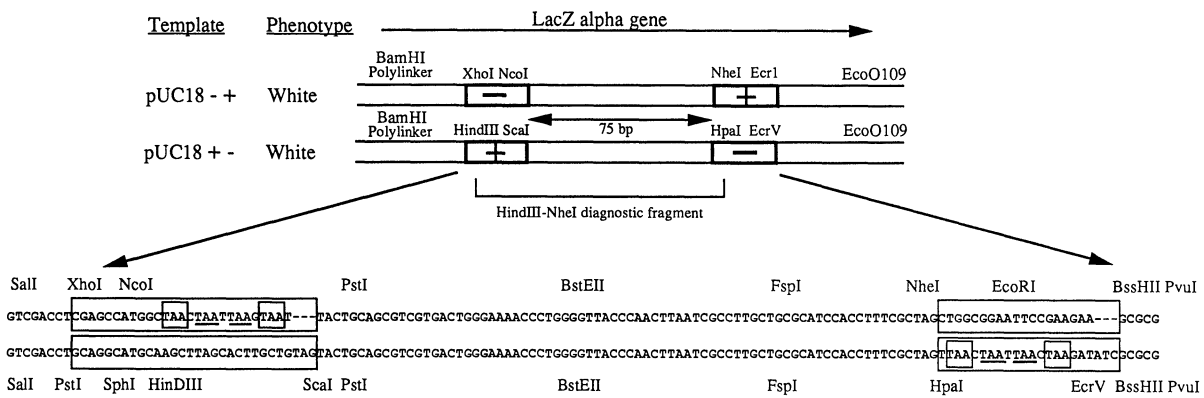 Template Phenotype LacZ alpha gene
BamHI Polylinker XhoI NcoI NheI Ecr1 EcoO109
pUC18 - + White − +
BamHI Polylinker HindIII ScaI 75 bp HpaI EcrV EcoO109
pUC18 + - White + −
HindIII-NheI diagnostic fragment
SalI XhoI NcoI PstI BstEII FspI NheI EcoRI BssHII PvuI
GTCGACCTCGAGCCATGGCTAACTAATTAAGTAAT---TACTGCAGCGTCGTGACTGGGAAAACCCTGGGGTTACCCAACTTAATCGCCTTGCTGCGCATCCACCTTTCGCTAGCTGGCGGAATTCCGAAGAA---GCGCG
GTCGACCTGCAGGCATGCAAGCTTAGCACTTGCTGTAGTACTGCAGCGTCGTGACTGGGAAAACCCTGGGGTTACCCAACTTAATCGCCTTGCTGCGCATCCACCTTTCGCTAGTTAACTAATTAACTAAGATATCGCGCG
SalI PstI SphI HinDIII ScaI PstI BstEII FspI HpaI EcrV BssHII PvuI